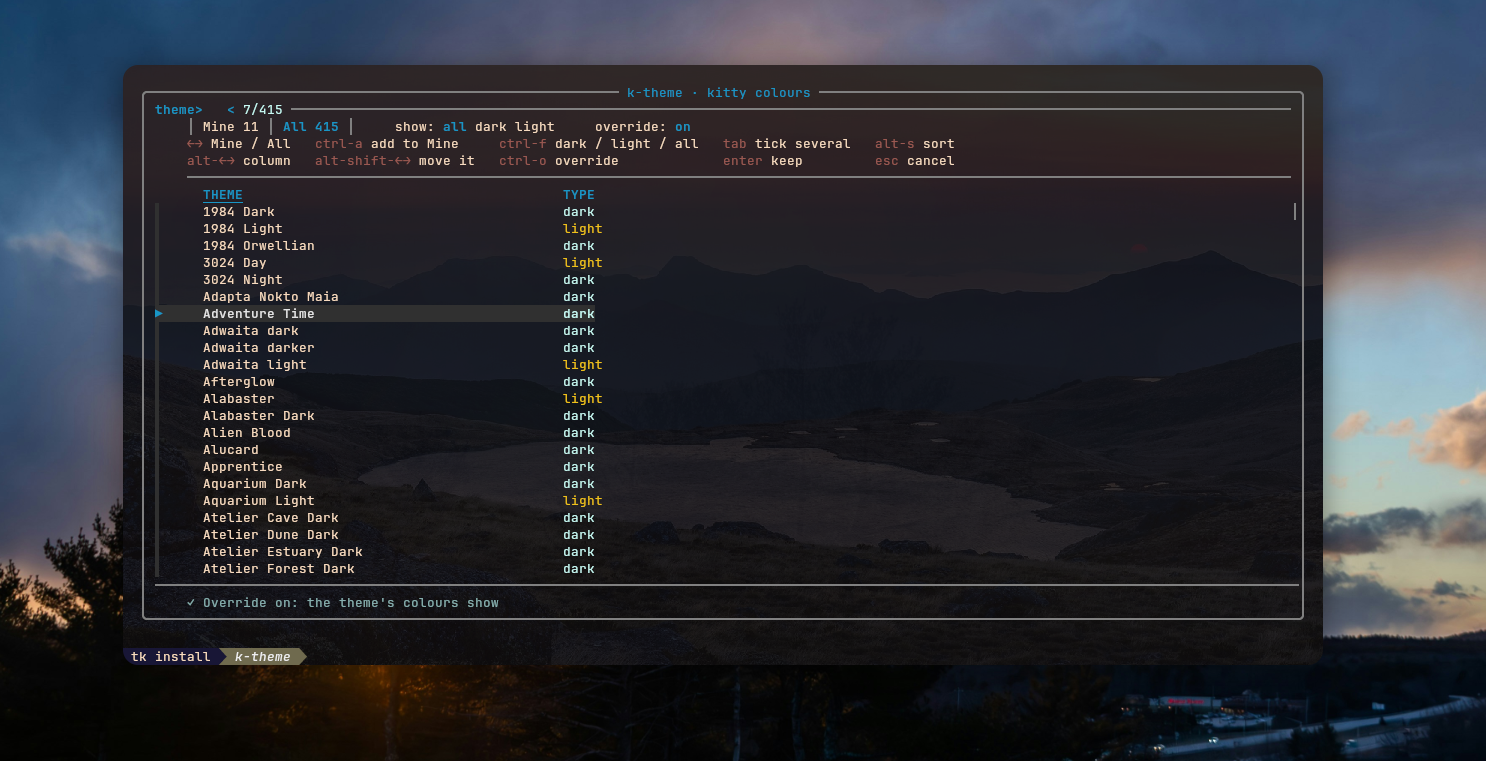 k-theme · kitty colours
theme> < 7/415
│ Mine 11 │ All 415 │ show: all dark light override: on
↔ Mine / All ctrl-a add to Mine ctrl-f dark / light / all tab tick several alt-s sort
alt-↔ column alt-shift-↔ move it ctrl-o override enter keep esc cancel
THEME TYPE
1984 Dark dark
1984 Light light
1984 Orwellian dark
3024 Day light
3024 Night dark
Adapta Nokto Maia dark
▶ Adventure Time dark
Adwaita dark dark
Adwaita darker dark
Adwaita light light
Afterglow dark
Alabaster light
Alabaster Dark dark
Alien Blood dark
Alucard dark
Apprentice dark
Aquarium Dark dark
Aquarium Light light
Atelier Cave Dark dark
Atelier Dune Dark dark
Atelier Estuary Dark dark
Atelier Forest Dark dark
✓ Override on: the theme's colours show
tk install k-theme